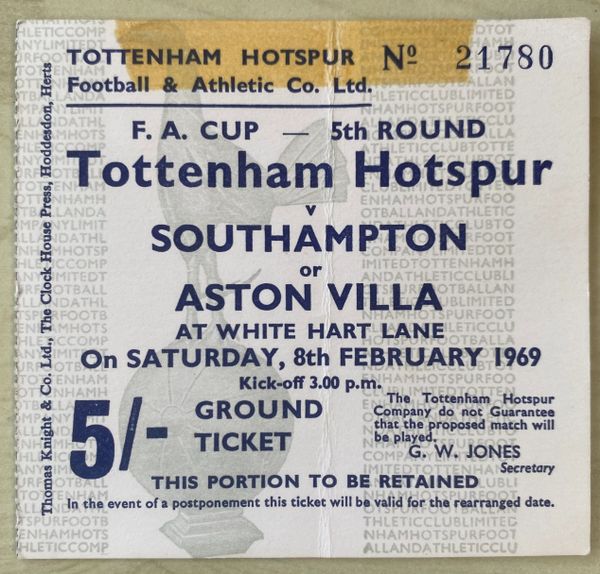 TOTTENHAM HOTSPUR Nº 21780
Football & Athletic Co. Ltd.
F. A. CUP — 5th ROUND
Tottenham Hotspur
v
SOUTHAMPTON
or
ASTON VILLA
AT WHITE HART LANE
On SATURDAY, 8th FEBRUARY 1969
Kick-off 3.00 p.m.
5/- GROUND
TICKET
The Tottenham Hotspur
Company do not Guarantee
that the proposed match will
be played.
G. W. JONES
Secretary
THIS PORTION TO BE RETAINED
In the event of a postponement this ticket will be valid for the rearranged date.
Thomas Knight & Co. Ltd., The Clock House Press, Hoddesdon, Herts